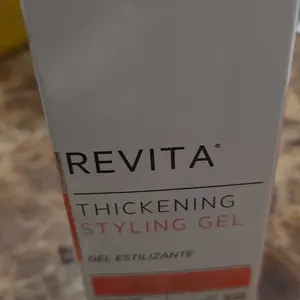 REVITA®
THICKENING
STYLING GEL
GEL ESTILIZANTE